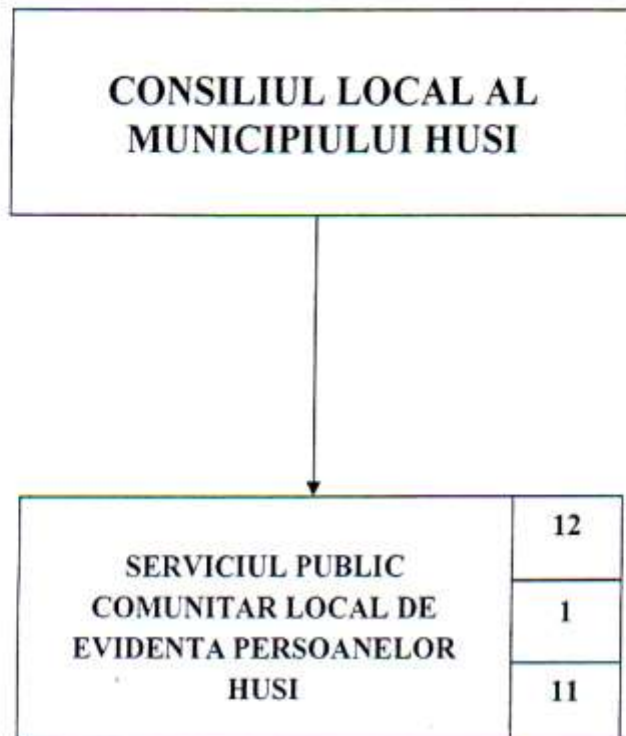 CONSILIUL LOCAL AL
MUNICIPIULUI HUSI
SERVICIUL PUBLIC
COMUNITAR LOCAL DE
EVIDENTA PERSOANELOR
HUSI
12
1
11